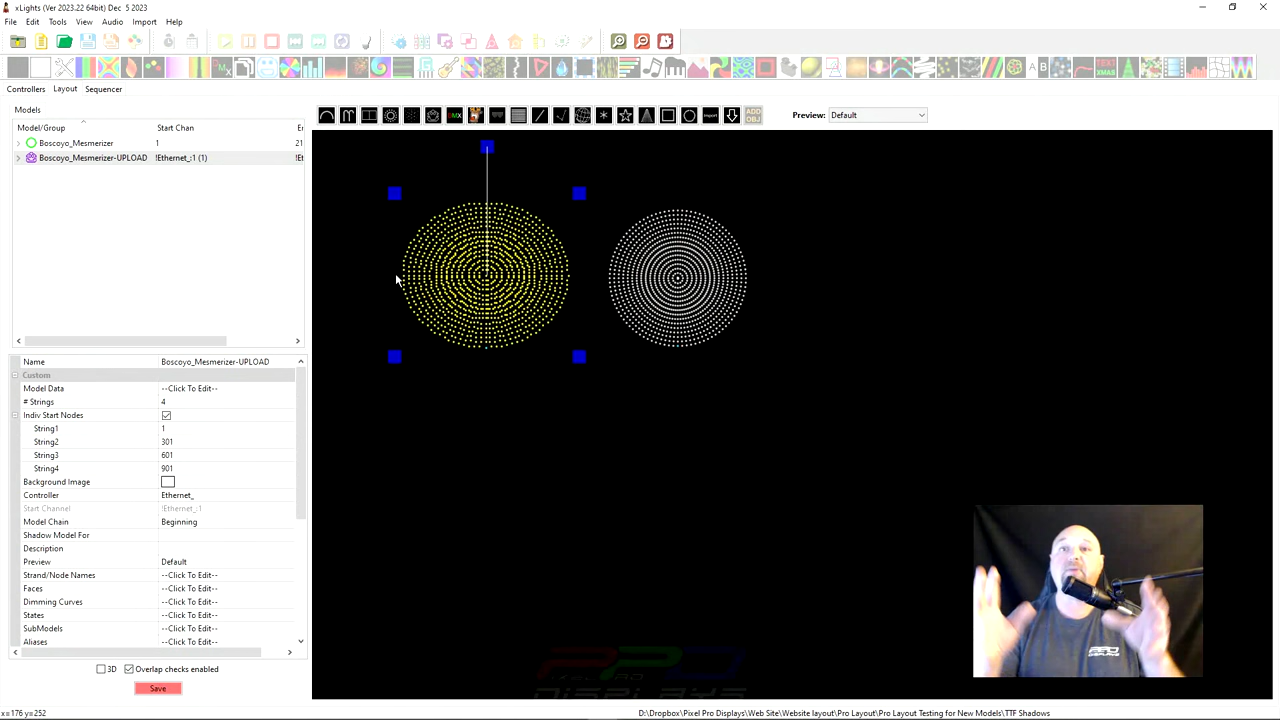 xLights (Ver 2023.22 64bit) Dec 5 2023
File Edit Tools View Audio Import Help
Controllers Layout Sequencer
Models
Preview: Default
Model/Group Start Chan Er
Boscoyo_Mesmerizer 1 21
Boscoyo_Mesmerizer-UPLOAD !Ethernet_:1 (1) !Et
Name Boscoyo_Mesmerizer-UPLOAD
Custom
Model Data --Click To Edit--
# Strings 4
Indiv Start Nodes
String1 1
String2 301
String3 601
String4 901
Background Image
Controller Ethernet_
Start Channel !Ethernet_:1
Model Chain Beginning
Shadow Model For
Description
Preview Default
Strand/Node Names --Click To Edit--
Faces --Click To Edit--
Dimming Curves --Click To Edit--
States --Click To Edit--
SubModels --Click To Edit--
Aliases --Click To Edit--
3D Overlap checks enabled
Save
DISPLAYS
x=176 y=252 D:\Dropbox\Pixel Pro Displays\Web Site\Website layout\Pro Layout\Pro Layout Testing for New Models\TTF Shadows